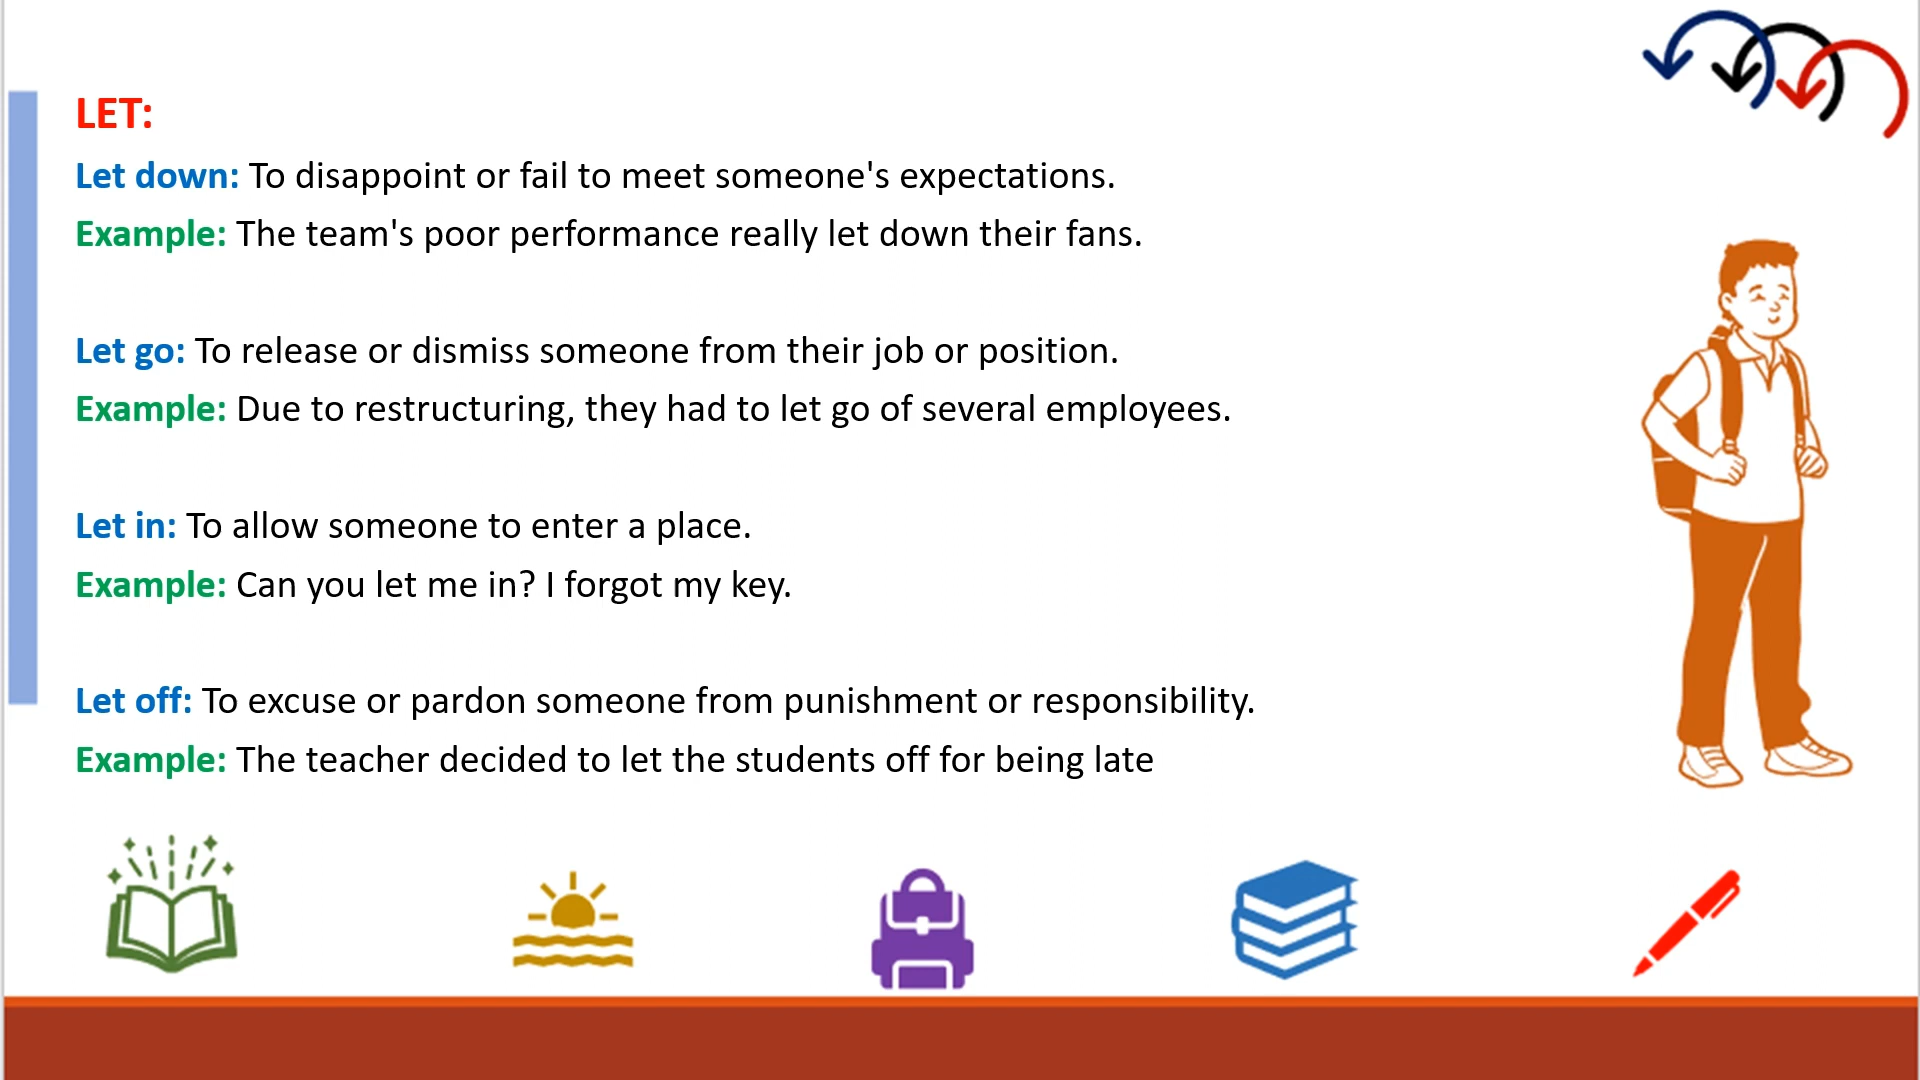 LET:
Let down: To disappoint or fail to meet someone's expectations.
Example: The team's poor performance really let down their fans.
Let go: To release or dismiss someone from their job or position.
Example: Due to restructuring, they had to let go of several employees.
Let in: To allow someone to enter a place.
Example: Can you let me in? I forgot my key.
Let off: To excuse or pardon someone from punishment or responsibility.
Example: The teacher decided to let the students off for being late